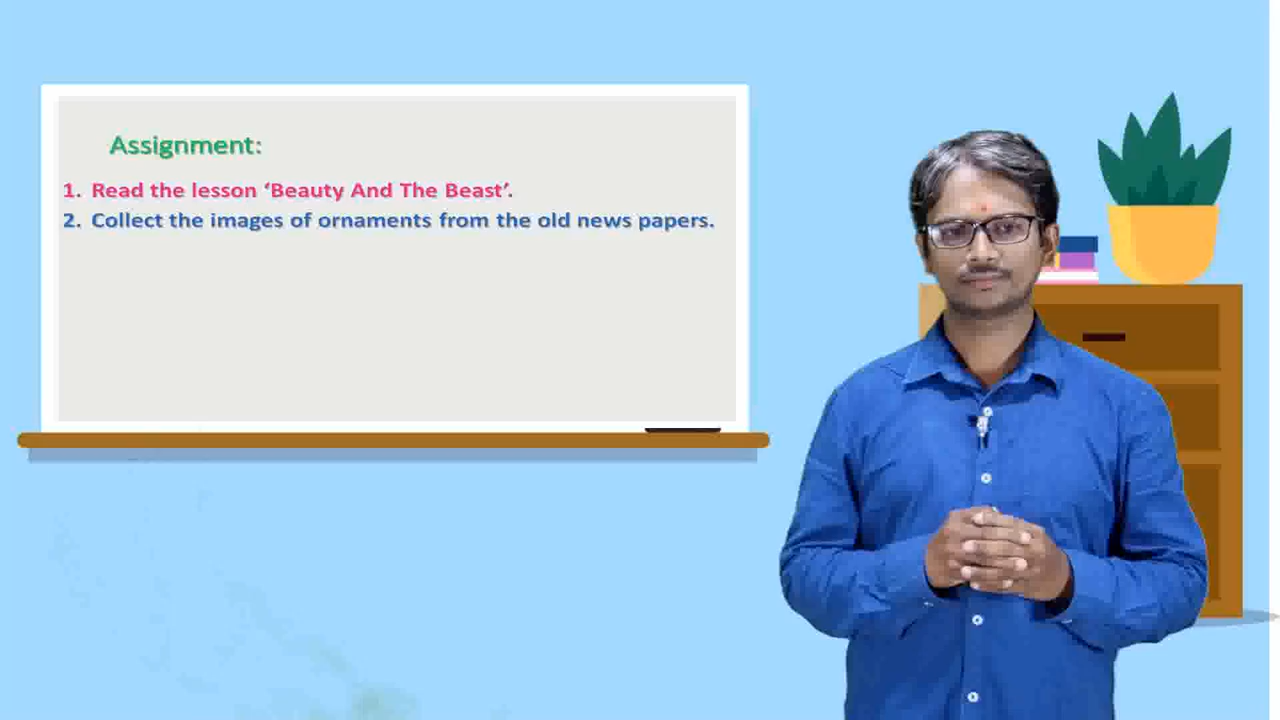 Assignment:
1. Read the lesson ‘Beauty And The Beast’.
2. Collect the images of ornaments from the old news papers.